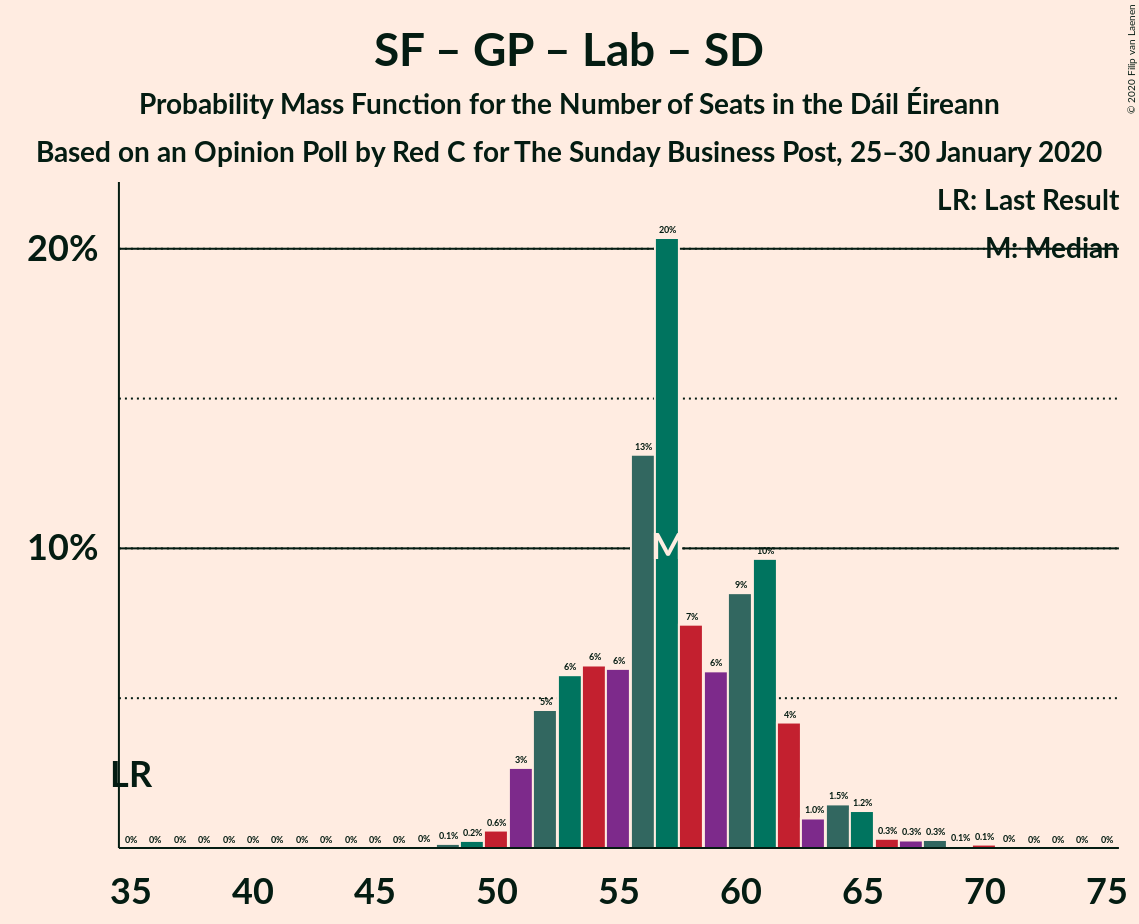 SF – GP – Lab – SD
Probability Mass Function for the Number of Seats in the Dáil Éireann
Based on an Opinion Poll by Red C for The Sunday Business Post, 25–30 January 2020
© 2020 Filip van Laenen
LR: Last Result
M: Median
20%
10%
LR
M
0% 0% 0% 0% 0% 0% 0% 0% 0% 0% 0% 0% 0% 0.1% 0.2% 0.6% 3% 5% 6% 6% 6% 13% 20% 7% 6% 9% 10% 4% 1.0% 1.5% 1.2% 0.3% 0.3% 0.3% 0.1% 0.1% 0% 0% 0% 0% 0%
35 40 45 50 55 60 65 70 75